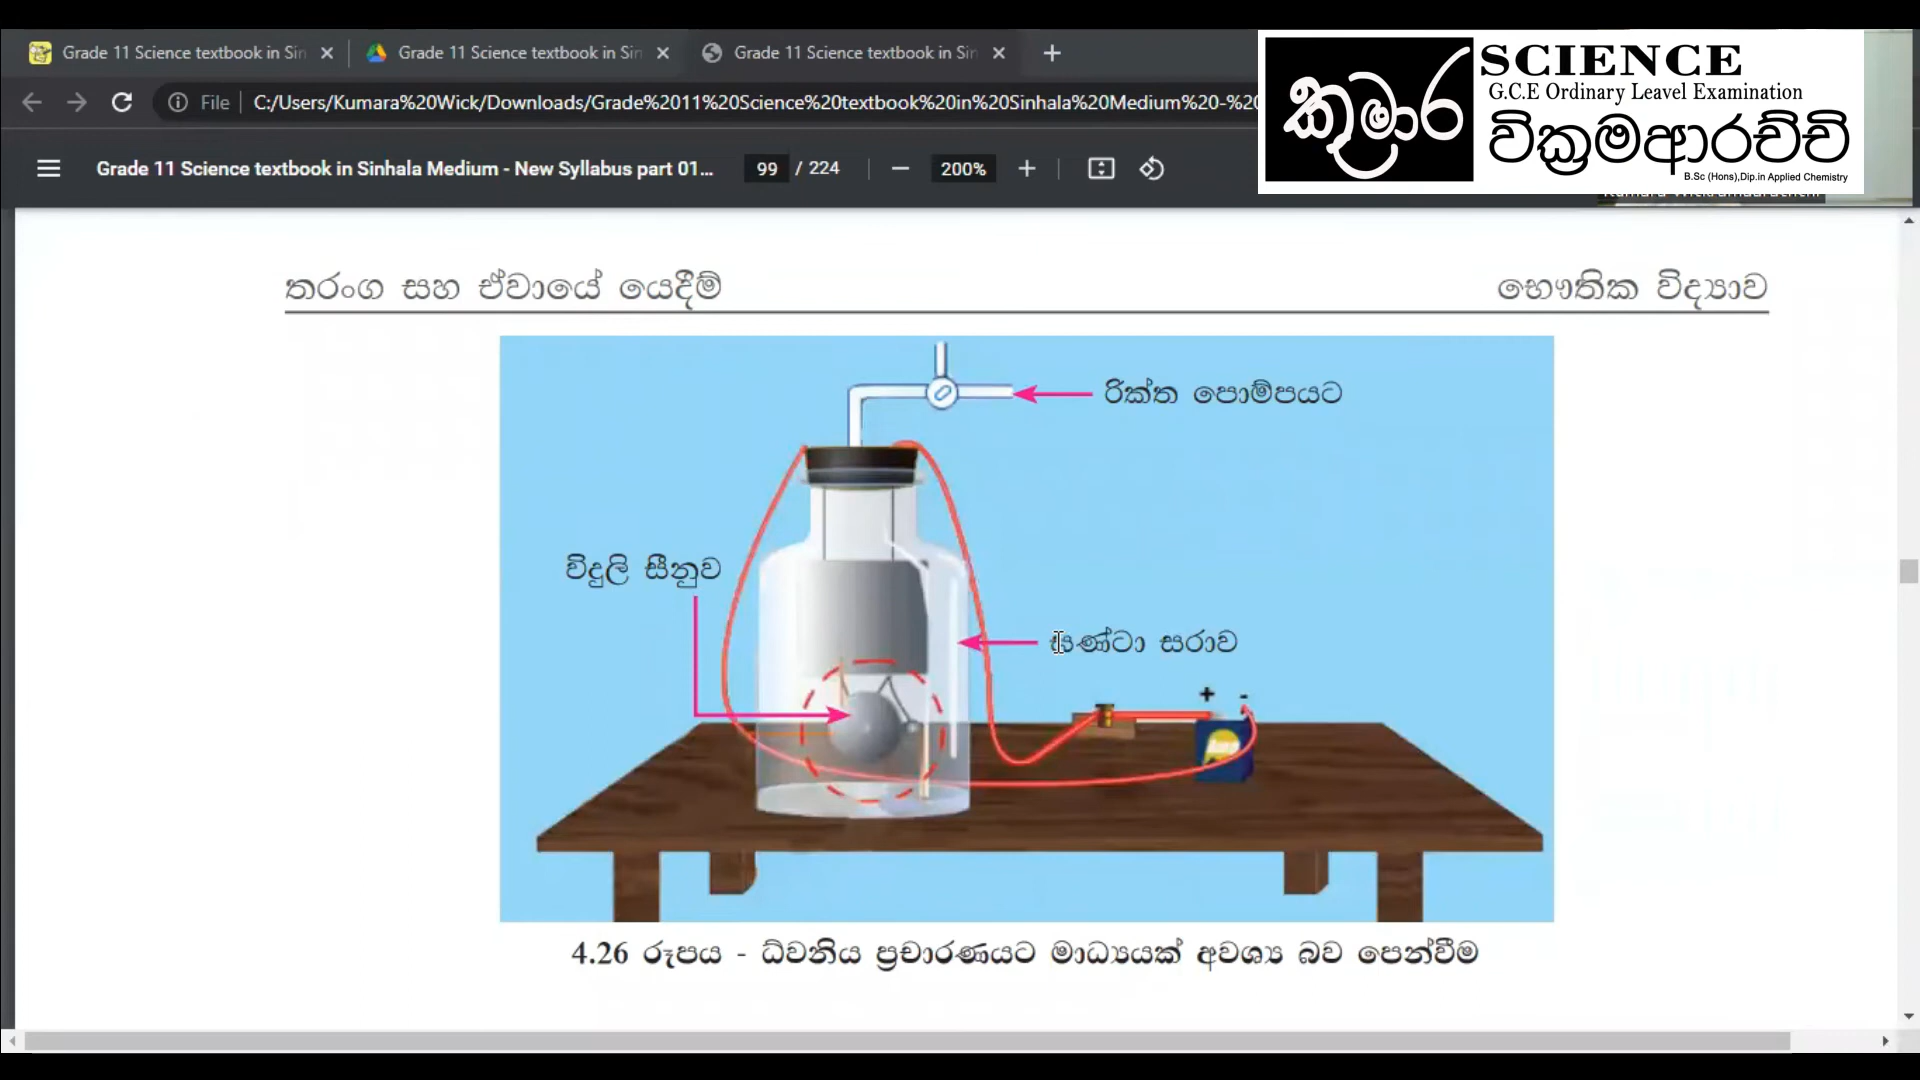 Grade 11 Science textbook in Sin
Grade 11 Science textbook in Sin
Grade 11 Science textbook in Sin
File
C:/Users/Kumara%20Wick/Downloads/Grade%2011%20Science%20textbook%20in%20Sinhala%20Medium%20-%20
Grade 11 Science textbook in Sinhala Medium - New Syllabus part 01...
99 / 224
200%
කුමාර
SCIENCE
G.C.E Ordinary Leavel Examination
වික්‍රමආරච්චි
B.Sc (Hons),Dip.in Applied Chemistry
තරංග සහ ඒවායේ යෙදීම්
භෞතික විද්‍යාව
රික්ත පොම්පයට
විදුලි සීනුව
ඝණ්ටා සරාව
+ -
4.26 රූපය - ධ්වනිය ප්‍රචාරණයට මාධ්‍යයක් අවශ්‍ය බව පෙන්වීම